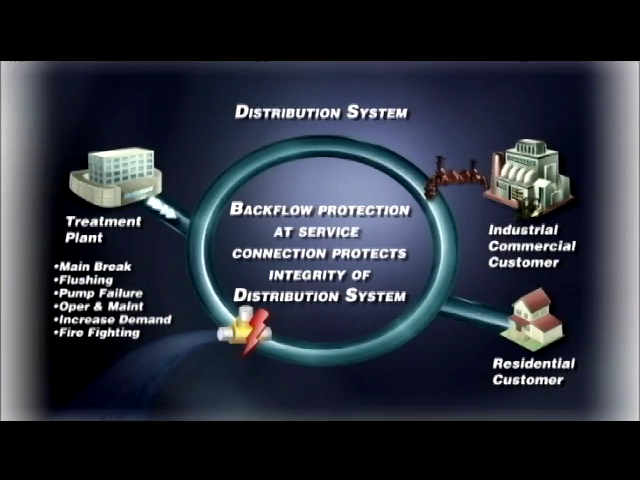 Distribution System
Treatment
Plant
•Main Break
•Flushing
•Pump Failure
•Oper & Maint
•Increase Demand
•Fire Fighting
Backflow protection
at service
connection protects
integrity of
Distribution System
Industrial
Commercial
Customer
Residential
Customer